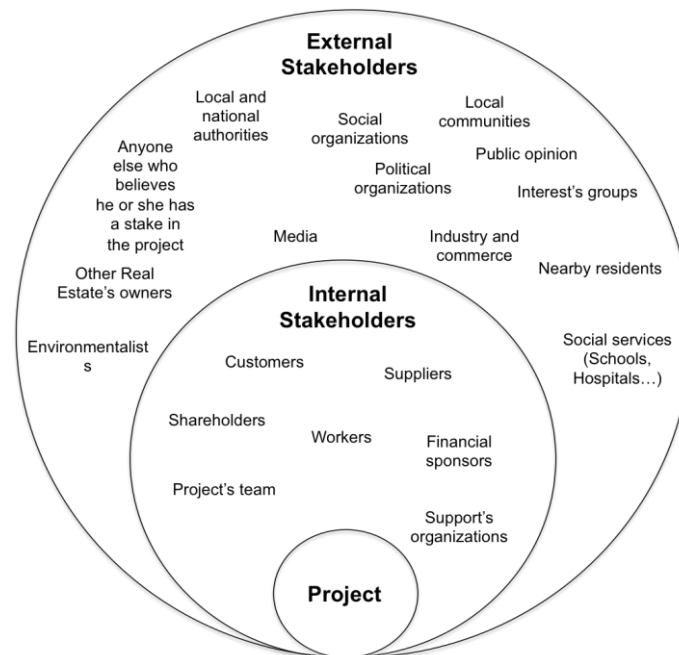 External
Stakeholders
Local and
national
authorities
Social
organizations
Local
communities
Anyone
else who
believes
he or she has
a stake in
the project
Political
organizations
Public opinion
Interest's groups
Media
Industry and
commerce
Nearby residents
Other Real
Estate's owners
Environmentalist
s
Social services
(Schools,
Hospitals...)
Internal
Stakeholders
Customers
Suppliers
Shareholders
Workers
Financial
sponsors
Project's team
Support's
organizations
Project